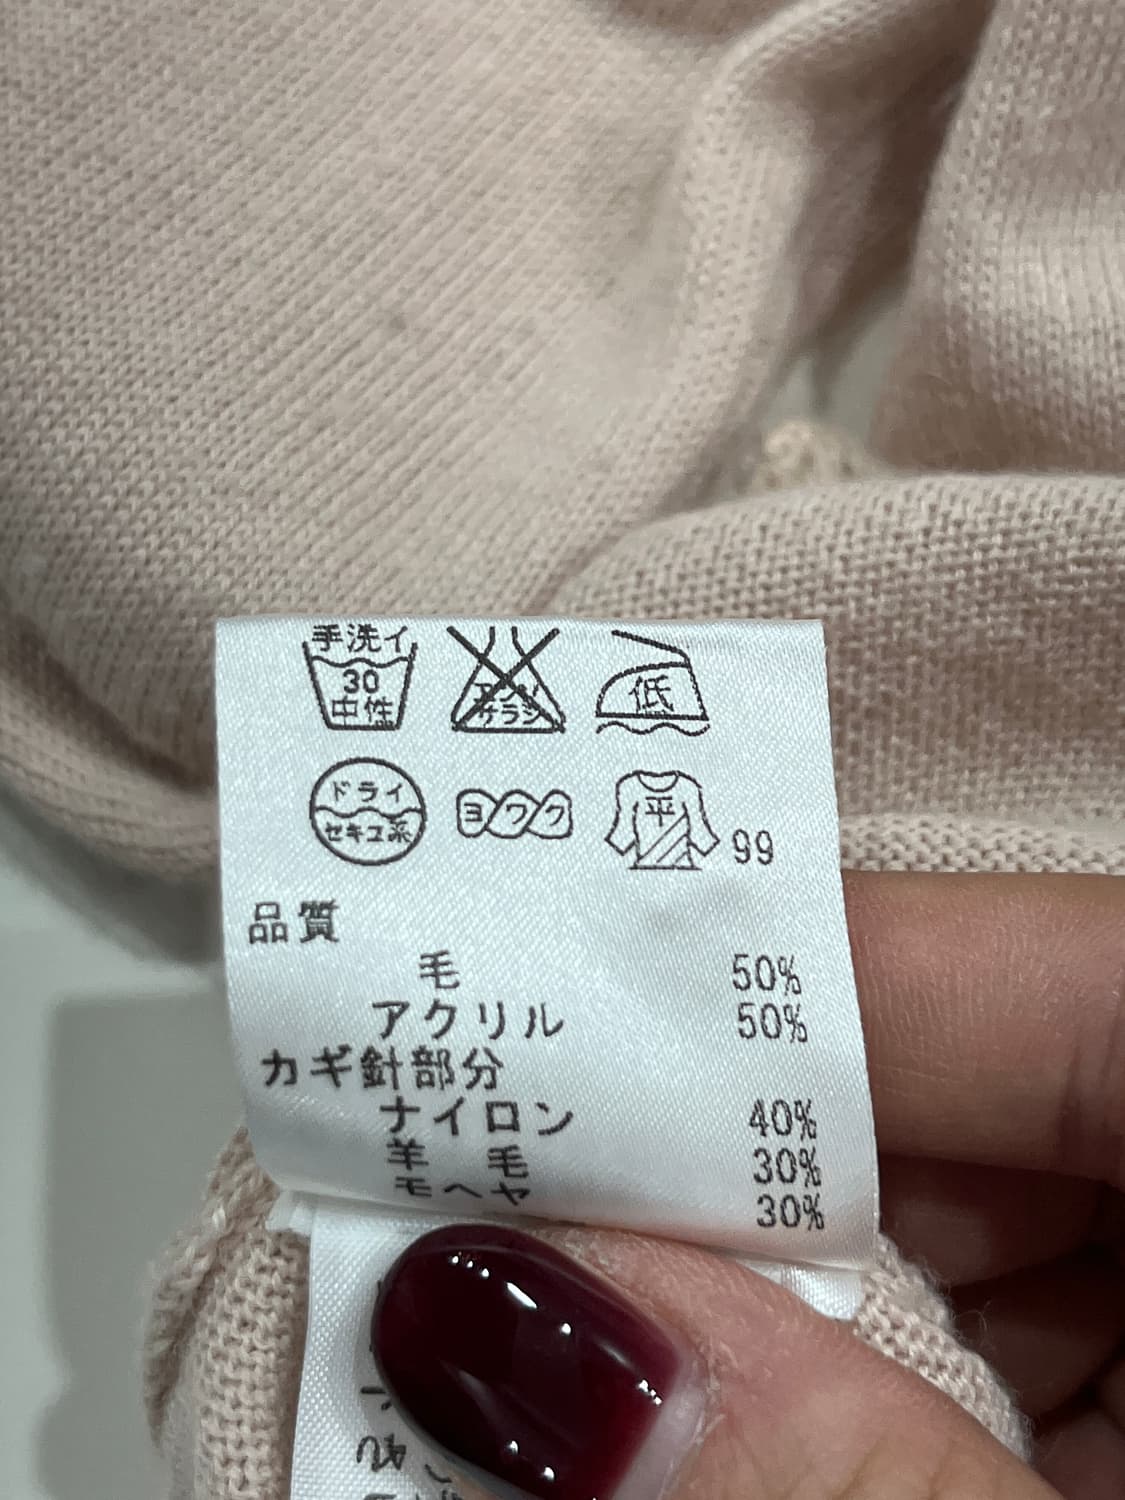 手洗イ
30
中性
エンソ
サラシ
低
ドライ
セキユ系
ヨワク
平
99
品質
毛 50%
アクリル 50%
カギ針部分
ナイロン 40%
羊毛 30%
モヘヤ 30%